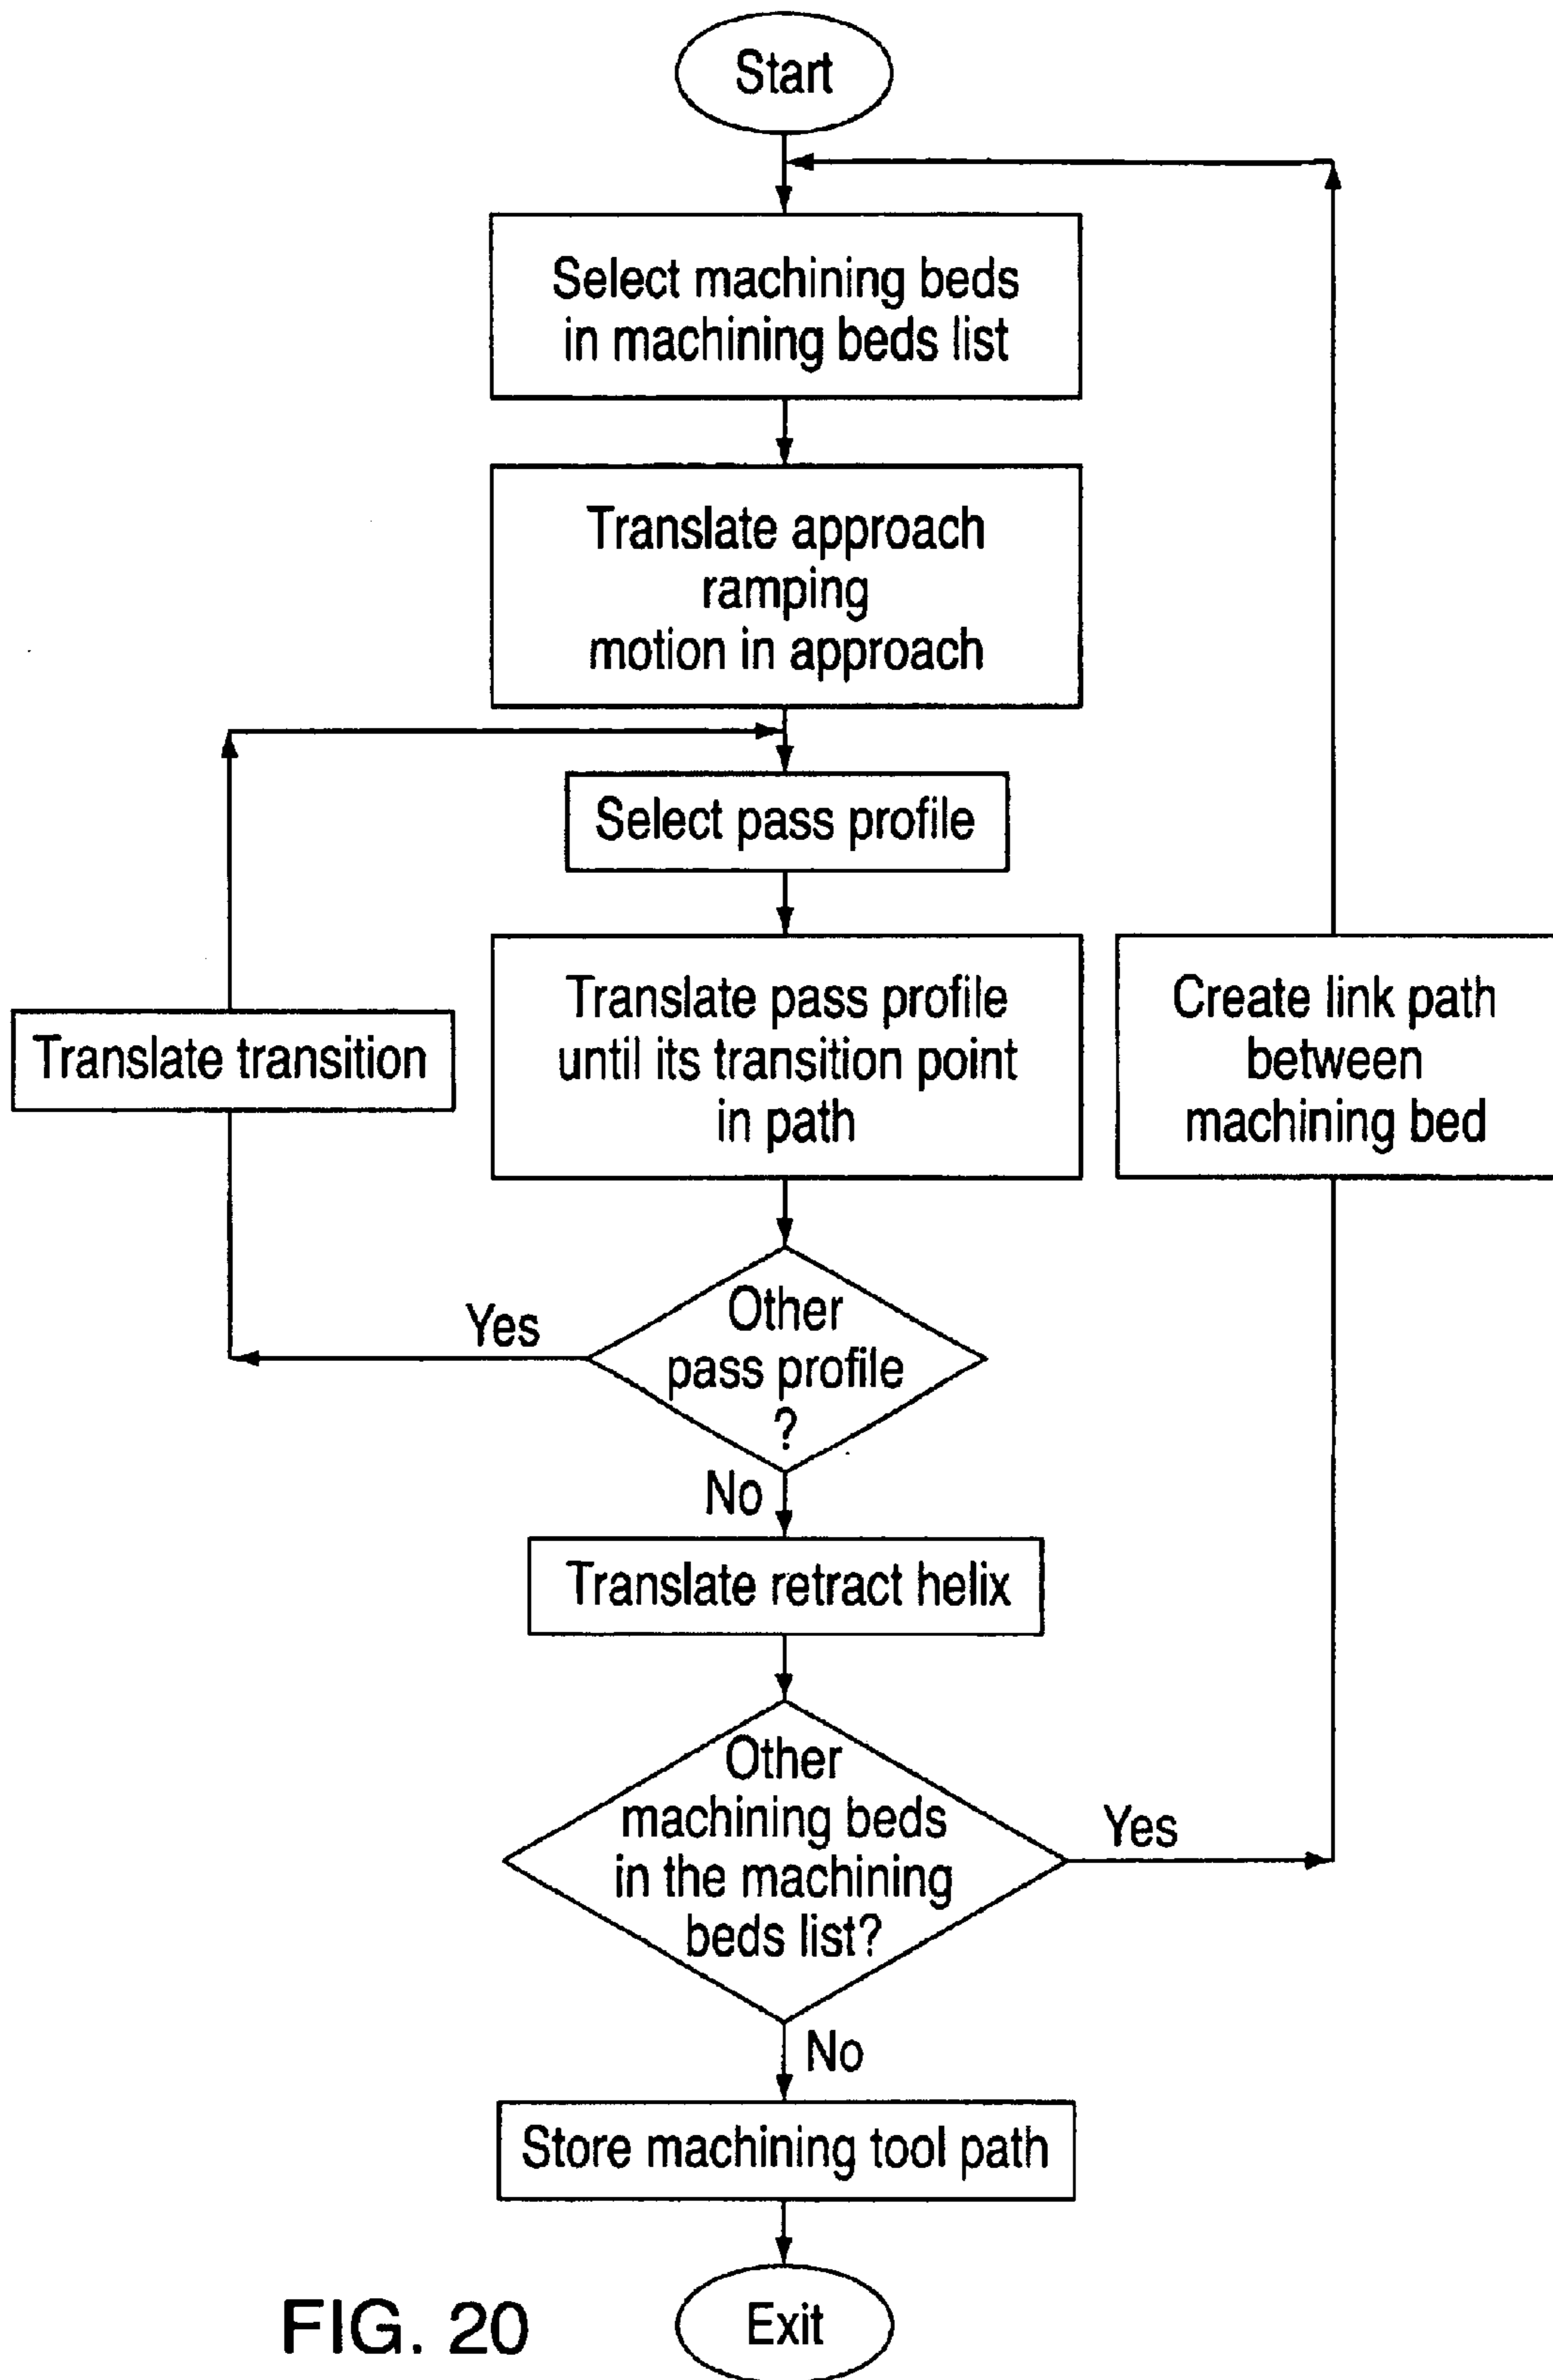 Start
Select machining beds
in machining beds list
Translate approach
ramping
motion in approach
Select pass profile
Translate pass profile
until its transition point
in path
Translate transition
Create link path
between
machining bed
Other
pass profile
?
Yes
No
Translate retract helix
Other
machining beds
in the machining
beds list?
Yes
No
Store machining tool path
Exit
FIG. 20